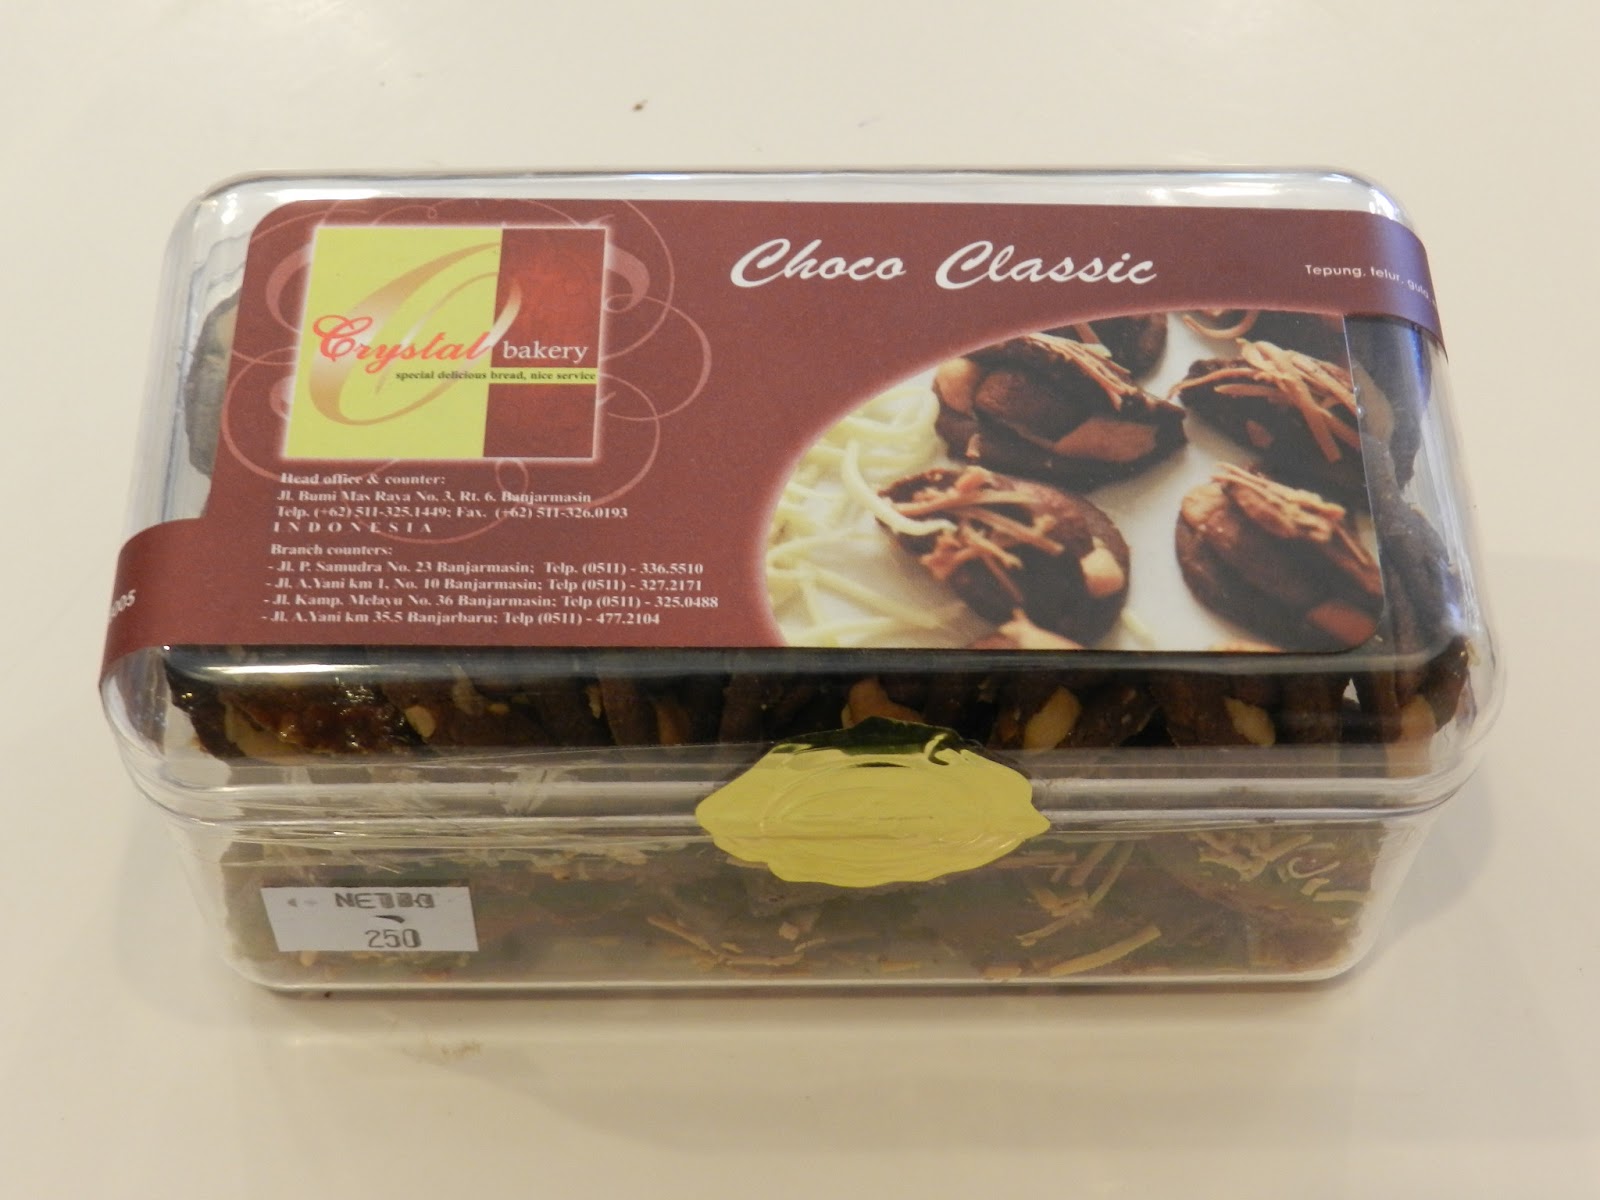 Choco Classic
Tepung, telur, gula,
Crystal bakery
special delicious bread, nice service
Head office & counter:
Jl. Bumi Mas Raya No. 3, Rt. 6. Banjarmasin
Telp. (+62) 511-325.1449; Fax. (+62) 511-326.0193
INDONESIA
Branch counters:
- Jl. P. Samudra No. 23 Banjarmasin; Telp. (0511) - 336.5510
- Jl. A.Yani km 1, No. 10 Banjarmasin; Telp (0511) - 327.2171
- Jl. Kamp. Melayu No. 36 Banjarmasin; Telp (0511) - 325.0488
- Jl. A.Yani km 35.5 Banjarbaru; Telp (0511) - 477.2104
005
250